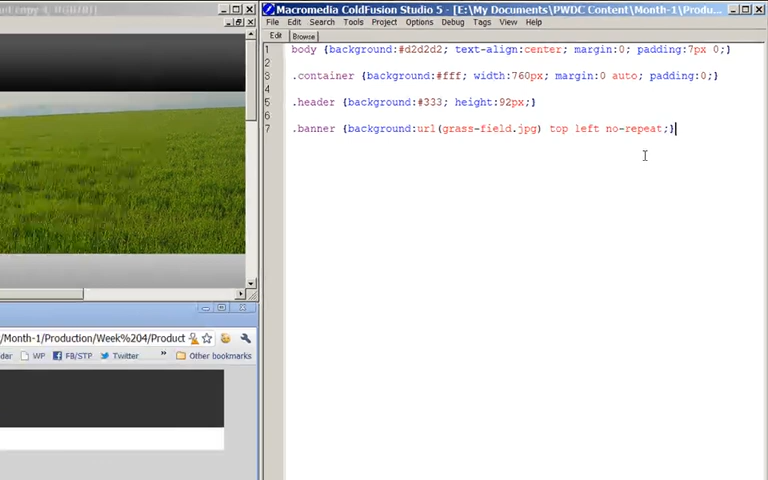 Macromedia ColdFusion Studio 5 - [E:\My Documents\PWDC Content\Month-1\Produ...
File Edit Search Tools Project Options Debug Tags View Help
Edit Browse
1 body {background:#d2d2d2; text-align:center; margin:0; padding:7px 0;}
2
3 .container {background:#fff; width:760px; margin:0 auto; padding:0;}
4
5 .header {background:#333; height:92px;}
6
7 .banner {background:url(grass-field.jpg) top left no-repeat;}
/Month-1/Production/Week%204/Product
dar WP FB/STP Twitter » Other bookmarks